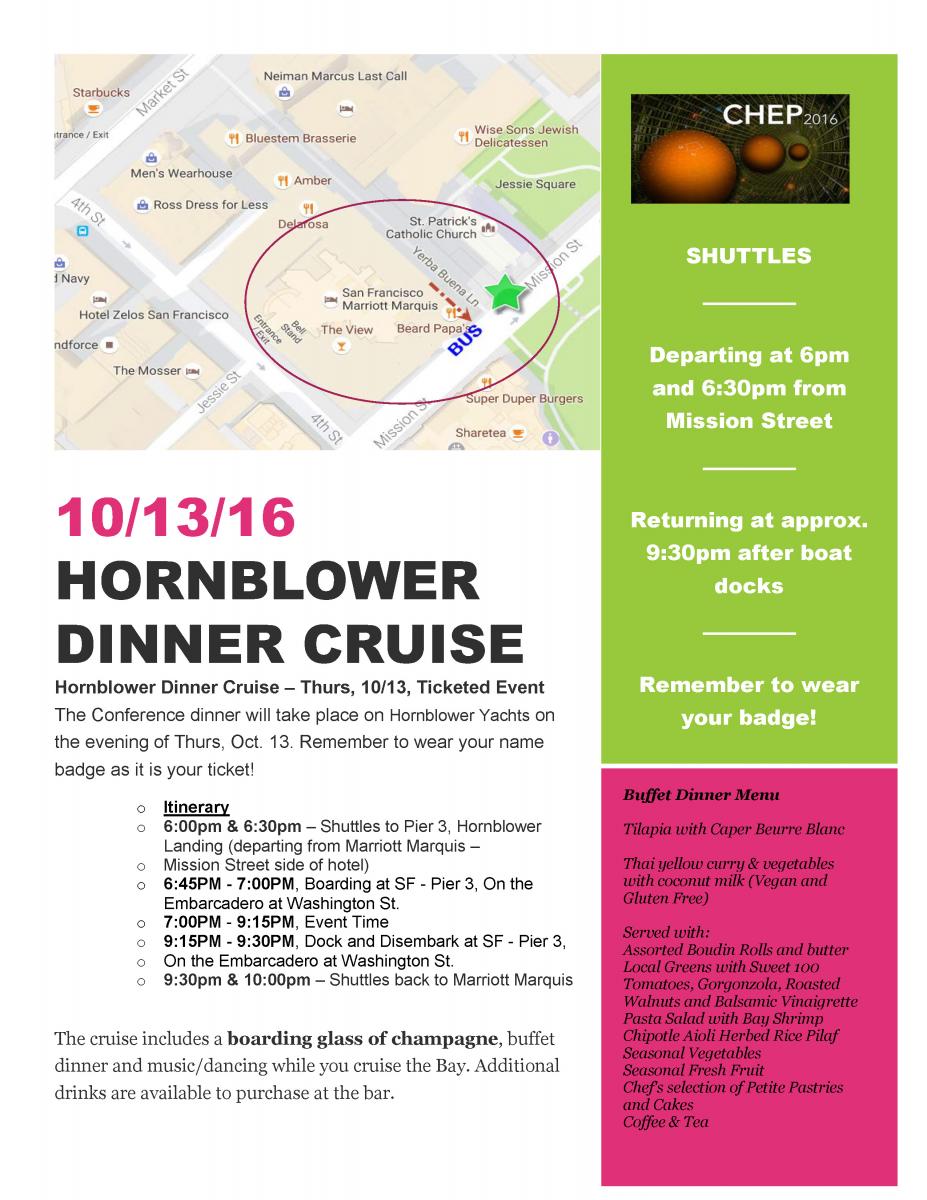 Neiman Marcus Last Call
Starbucks
Market St
trance / Exit
Bluestem Brasserie
Wise Sons Jewish
Delicatessen
Men's Wearhouse
Amber
Jessie Square
4th St
Ross Dress for Less
Delarosa
St. Patrick's
Catholic Church
Yerba Buena Ln
Mission St
d Navy
San Francisco
Marriott Marquis
Hotel Zelos San Francisco
Entrance
/ Exit
Bell
Stand
The View
Beard Papa's
BUS
ndforce
The Mosser
Jessie St
4th St
Mission St
Super Duper Burgers
Sharetea
CHEP2016
SHUTTLES
Departing at 6pm
and 6:30pm from
Mission Street
Returning at approx.
9:30pm after boat
docks
Remember to wear
your badge!
10/13/16
HORNBLOWER
DINNER CRUISE
Hornblower Dinner Cruise – Thurs, 10/13, Ticketed Event
The Conference dinner will take place on Hornblower Yachts on
the evening of Thurs, Oct. 13. Remember to wear your name
badge as it is your ticket!
o Itinerary
o 6:00pm & 6:30pm – Shuttles to Pier 3, Hornblower
Landing (departing from Marriott Marquis –
o Mission Street side of hotel)
o 6:45PM - 7:00PM, Boarding at SF - Pier 3, On the
Embarcadero at Washington St.
o 7:00PM - 9:15PM, Event Time
o 9:15PM - 9:30PM, Dock and Disembark at SF - Pier 3,
o On the Embarcadero at Washington St.
o 9:30pm & 10:00pm – Shuttles back to Marriott Marquis
The cruise includes a boarding glass of champagne, buffet
dinner and music/dancing while you cruise the Bay. Additional
drinks are available to purchase at the bar.
Buffet Dinner Menu
Tilapia with Caper Beurre Blanc
Thai yellow curry & vegetables
with coconut milk (Vegan and
Gluten Free)
Served with:
Assorted Boudin Rolls and butter
Local Greens with Sweet 100
Tomatoes, Gorgonzola, Roasted
Walnuts and Balsamic Vinaigrette
Pasta Salad with Bay Shrimp
Chipotle Aioli Herbed Rice Pilaf
Seasonal Vegetables
Seasonal Fresh Fruit
Chef's selection of Petite Pastries
and Cakes
Coffee & Tea